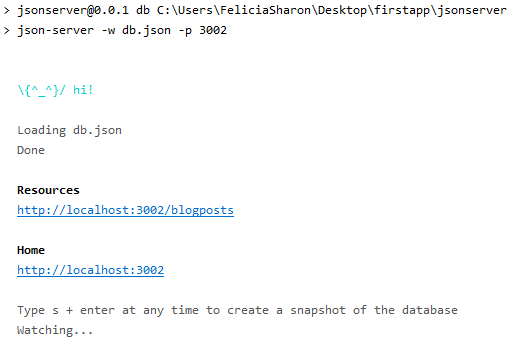 > jsonserver@0.0.1 db C:\Users\FeliciaSharon\Desktop\firstapp\jsonserver
> json-server -w db.json -p 3002
\{^_^}/ hi!
Loading db.json
Done
Resources
http://localhost:3002/blogposts
Home
http://localhost:3002
Type s + enter at any time to create a snapshot of the database
Watching...